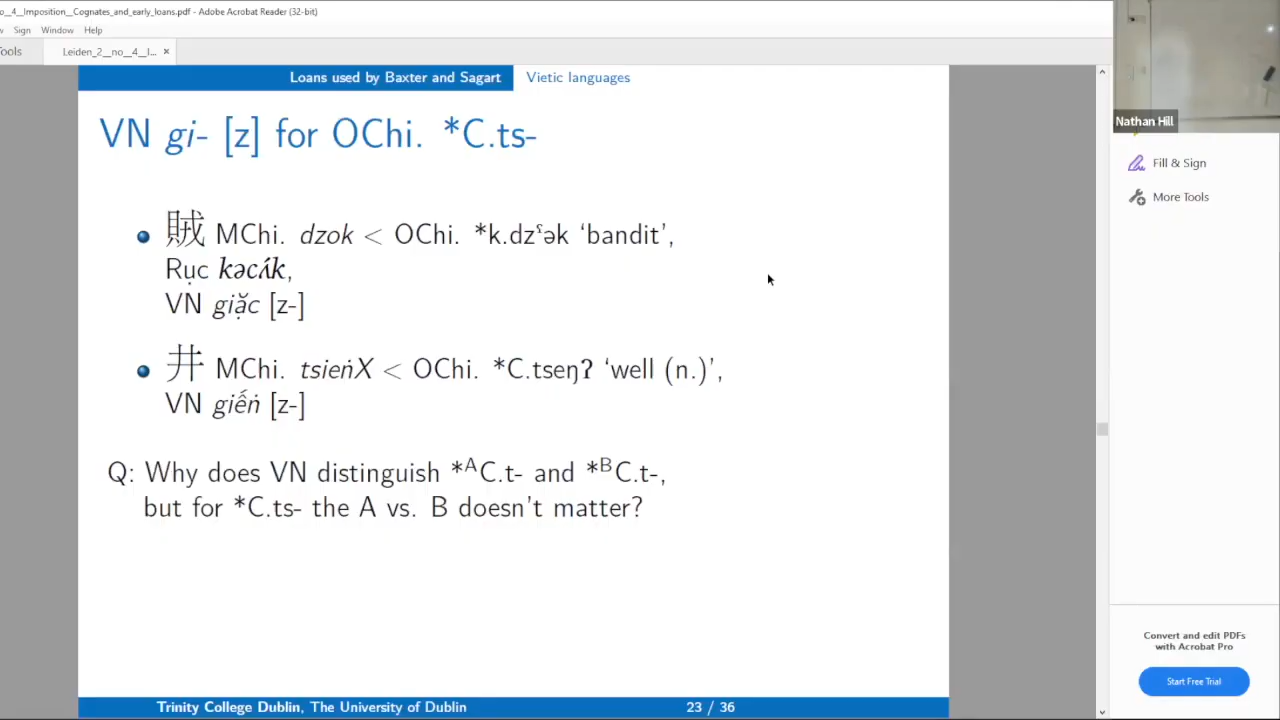 o__4__Imposition__Cognates_and_early_loans.pdf - Adobe Acrobat Reader (32-bit)
Sign Window Help
Tools
Leiden_2__no__4__I... ×
Loans used by Baxter and Sagart Vietic languages
VN gi- [z] for OChi. *C.ts-
賊 MChi. dzok < OChi. *k.dzˤək ‘bandit’,
Rục kəcʌ́k,
VN giặc [z-]
井 MChi. tsieṅX < OChi. *C.tseŋʔ ‘well (n.)’,
VN giếṅ [z-]
Q: Why does VN distinguish *ᴬC.t- and *ᴮC.t-,
but for *C.ts- the A vs. B doesn't matter?
Trinity College Dublin, The University of Dublin 23 / 36
Nathan Hill
Fill & Sign
More Tools
Convert and edit PDFs
with Acrobat Pro
Start Free Trial